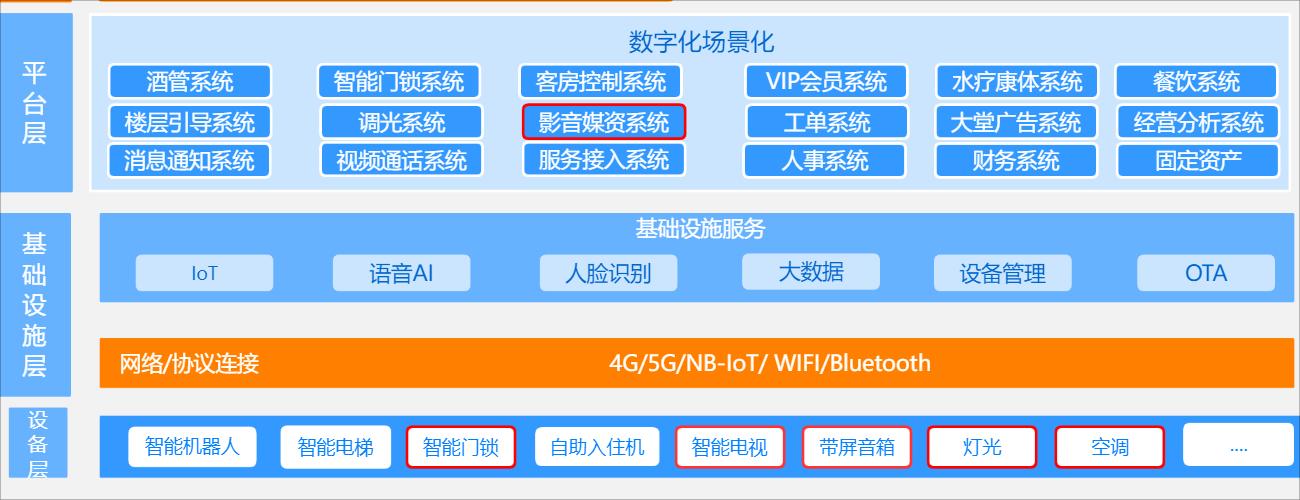 平台层
数字化场景化
酒管系统 智能门锁系统 客房控制系统 VIP会员系统 水疗康体系统 餐饮系统
楼层引导系统 调光系统 影音媒资系统 工单系统 大堂广告系统 经营分析系统
消息通知系统 视频通话系统 服务接入系统 人事系统 财务系统 固定资产
基础设施层
基础设施服务
IoT 语音AI 人脸识别 大数据 设备管理 OTA
网络/协议连接 4G/5G/NB-IoT/ WIFI/Bluetooth
设备层
智能机器人 智能电梯 智能门锁 自助入住机 智能电视 带屏音箱 灯光 空调 ....